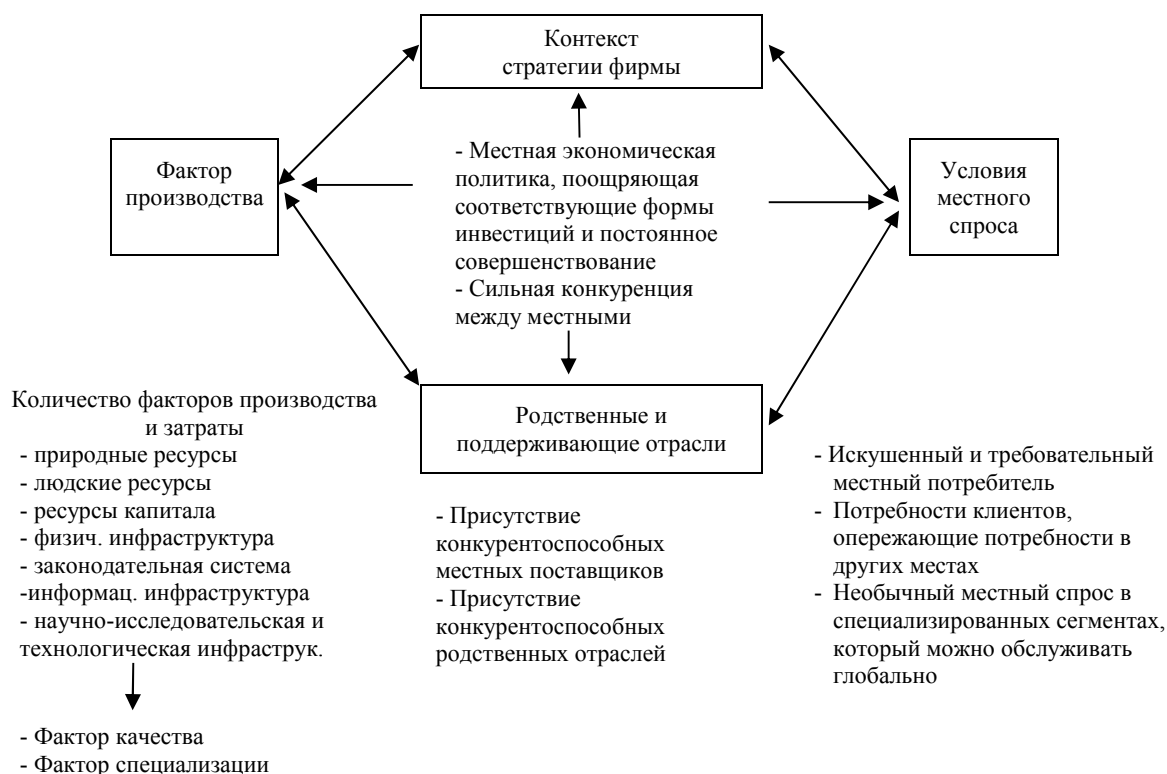 Контекст
стратегии фирмы
Фактор
производства
- Местная экономическая
политика, поощряющая
соответствующие формы
инвестиций и постоянное
совершенствование
- Сильная конкуренция
между местными
Условия
местного
спроса
Родственные и
поддерживающие отрасли
Количество факторов производства
и затраты
- природные ресурсы
- людские ресурсы
- ресурсы капитала
- физич. инфраструктура
- законодательная система
-информац. инфраструктура
- научно-исследовательская и
технологическая инфраструк.
- Фактор качества
- Фактор специализации
- Присутствие
конкурентоспособных
местных поставщиков
- Присутствие
конкурентоспособных
родственных отраслей
- Искушенный и требовательный
местный потребитель
- Потребности клиентов,
опережающие потребности в
других местах
- Необычный местный спрос в
специализированных сегментах,
который можно обслуживать
глобально